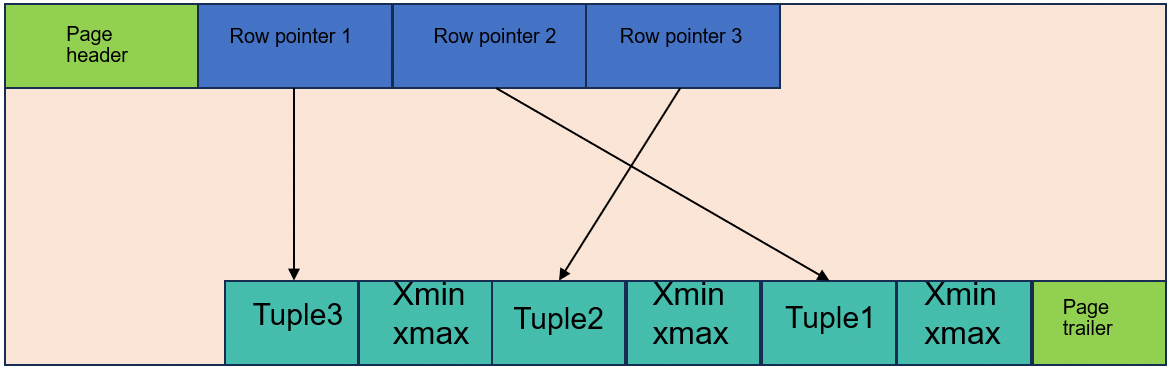 Page
header
Row pointer 1
Row pointer 2
Row pointer 3
Tuple3
Xmin
xmax
Tuple2
Xmin
xmax
Tuple1
Xmin
xmax
Page
trailer